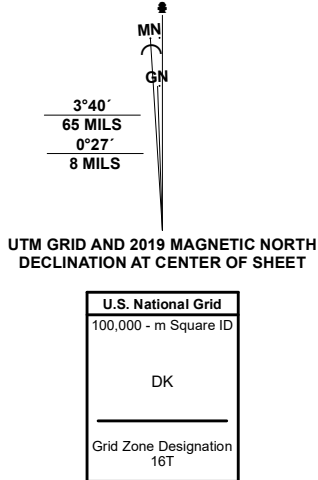 MN
GN
3°40´
65 MILS
0°27´
8 MILS
UTM GRID AND 2019 MAGNETIC NORTH
DECLINATION AT CENTER OF SHEET
U.S. National Grid
100,000 - m Square ID
DK
Grid Zone Designation
16T